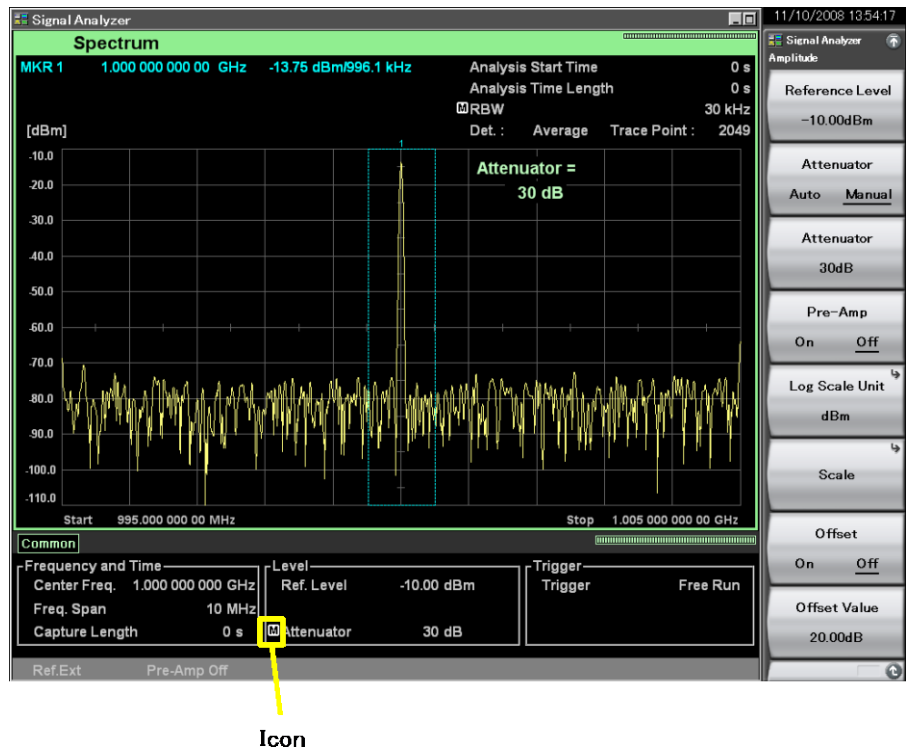 Signal Analyzer
11/10/2008 13:54:17
Spectrum
MKR 1 1.000 000 000 00 GHz -13.75 dBm/996.1 kHz
Analysis Start Time 0 s
Analysis Time Length 0 s
M RBW 30 kHz
Det. : Average Trace Point : 2049
[dBm]
1
Attenuator =
30 dB
-10.0
-20.0
-30.0
-40.0
-50.0
-60.0
-70.0
-80.0
-90.0
-100.0
-110.0
Start 995.000 000 00 MHz
Stop 1.005 000 000 00 GHz
Common
Frequency and Time
Center Freq. 1.000 000 000 GHz
Freq. Span 10 MHz
Capture Length 0 s
Level
Ref. Level -10.00 dBm
M Attenuator 30 dB
Trigger
Trigger Free Run
Ref.Ext Pre-Amp Off
Signal Analyzer
Amplitude
Reference Level
-10.00dBm
Attenuator
Auto Manual
Attenuator
30dB
Pre-Amp
On Off
Log Scale Unit
dBm
Scale
Offset
On Off
Offset Value
20.00dB
Icon